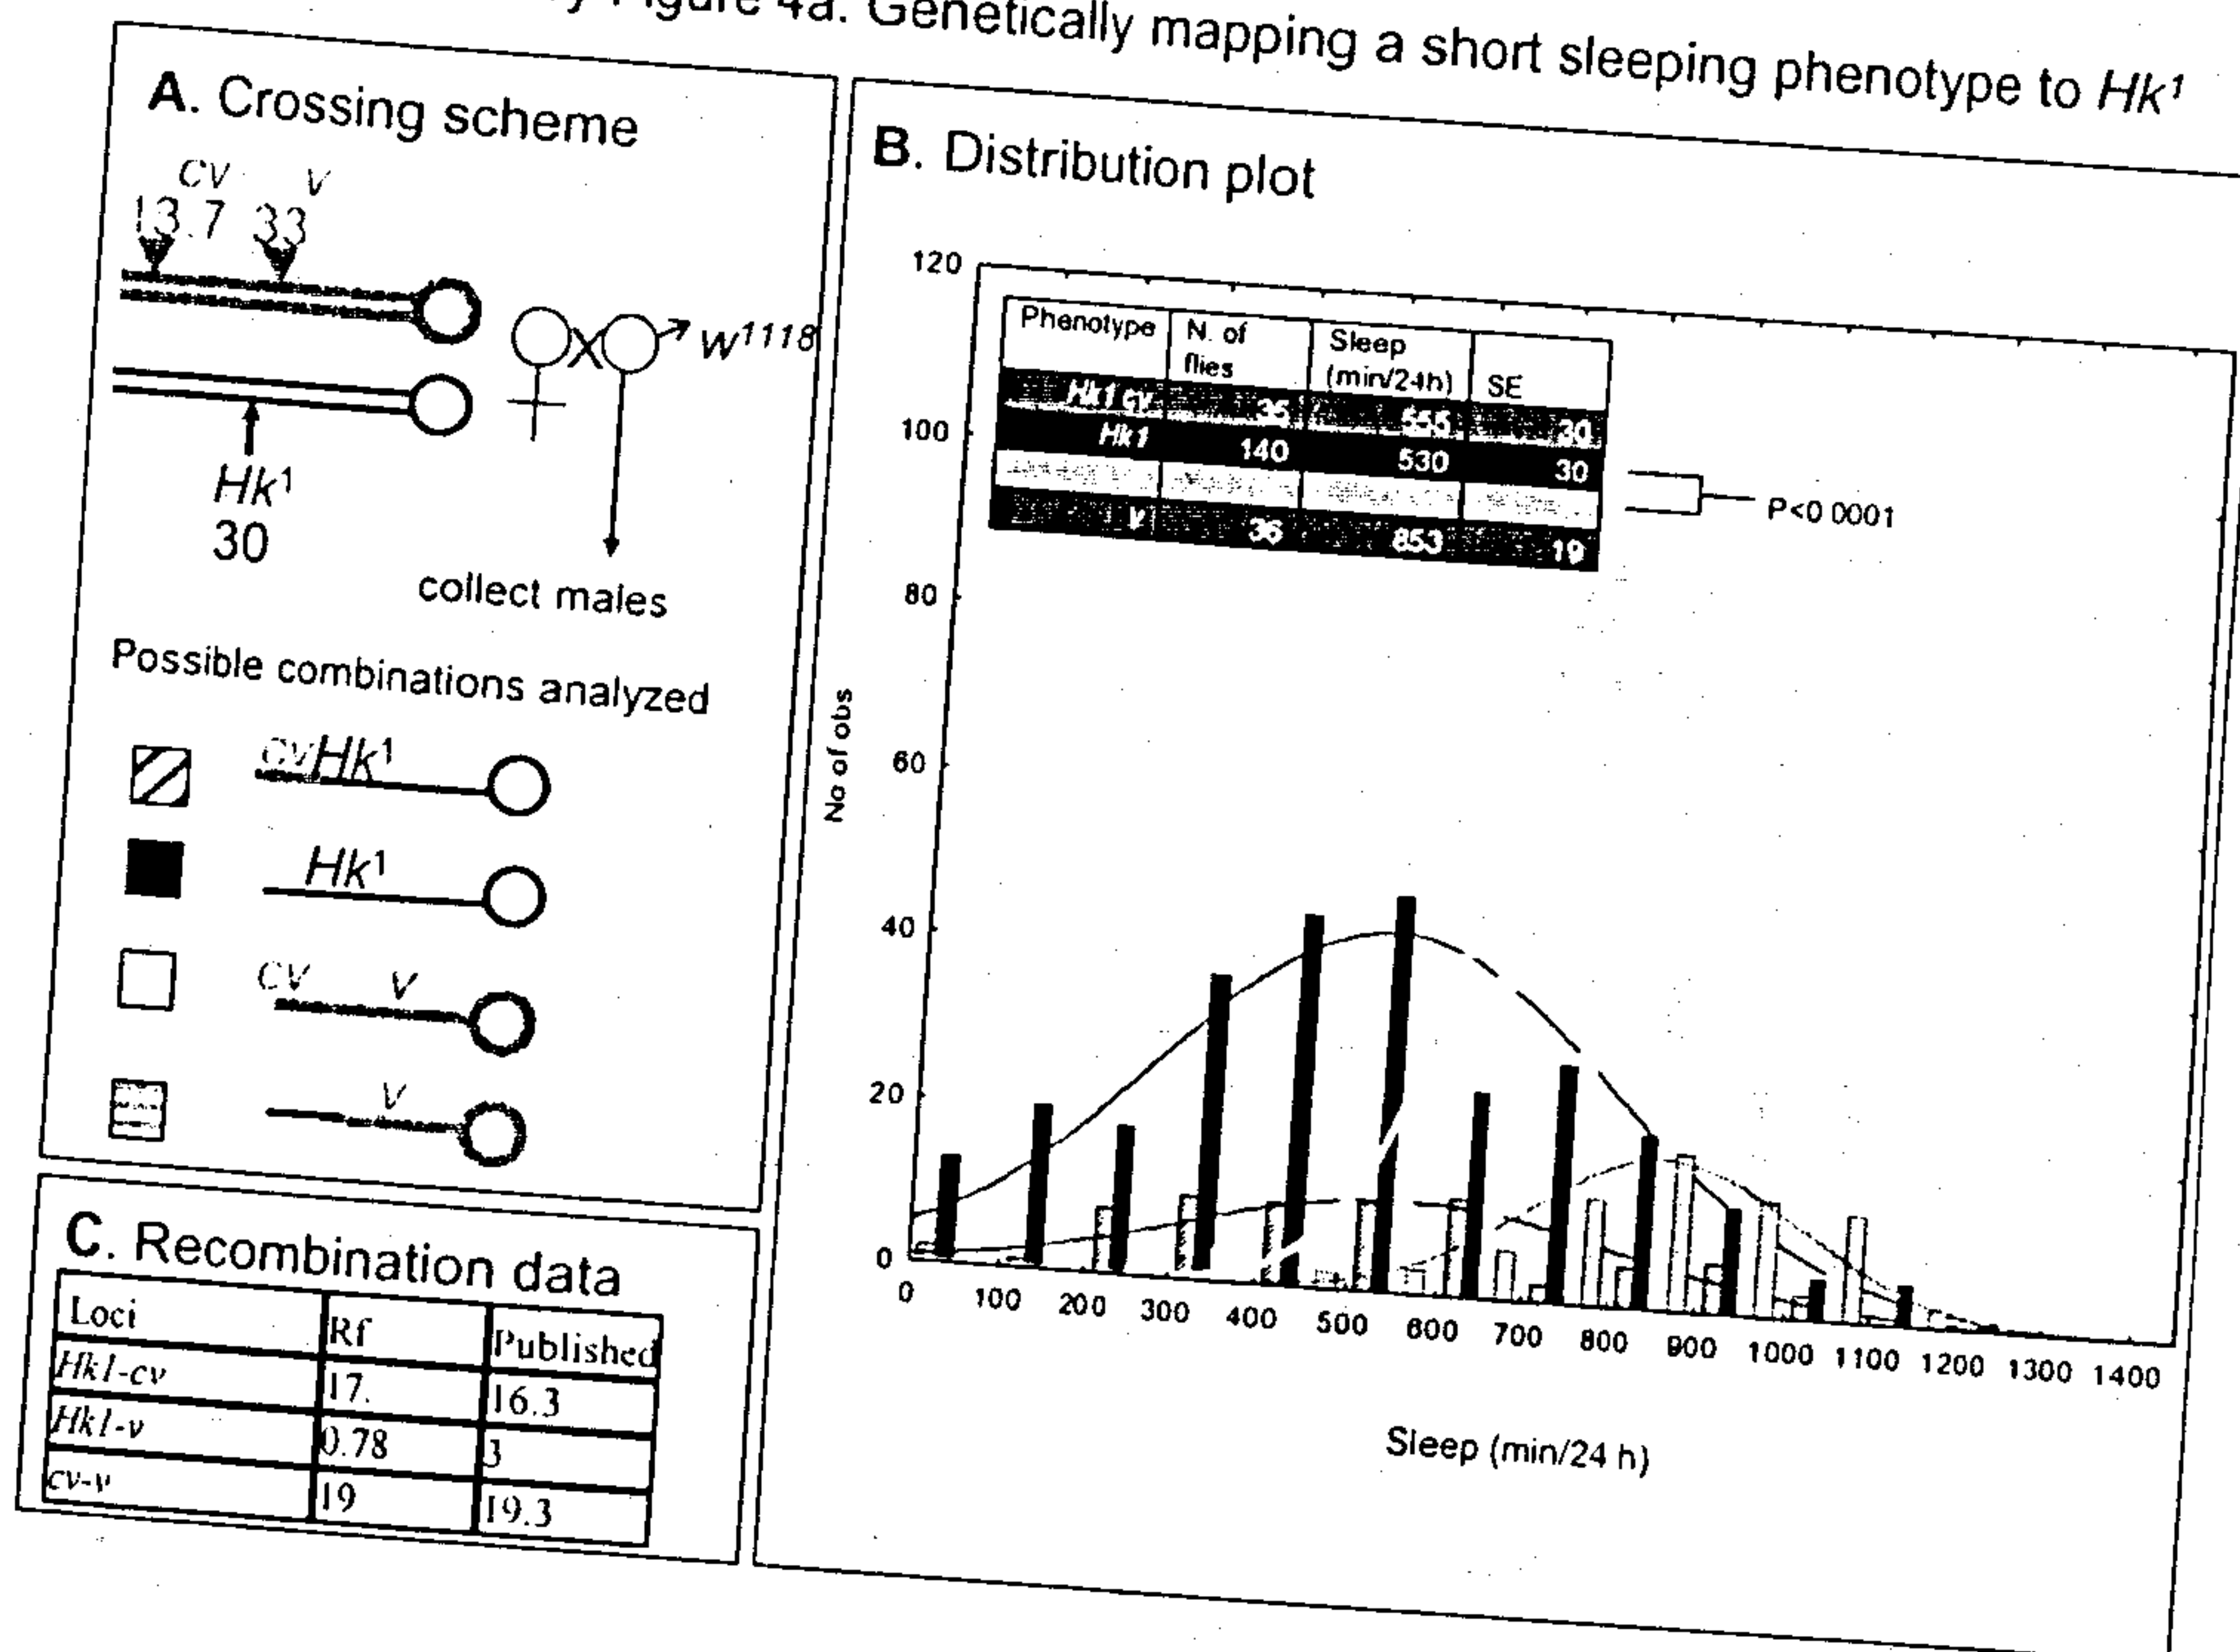 Figure 4a. Genetically mapping a short sleeping phenotype to Hk¹
A. Crossing scheme
cv v
13.7 33
w¹¹¹⁸
Hk¹
30
collect males
Possible combinations analyzed
cv Hk¹
Hk¹
cv v
v
B. Distribution plot
120
100
80
60
40
20
0
No of obs
Phenotype N. of flies Sleep (min/24h) SE
Hk1 cv 35 555 30
Hk1 140 530 30
v 36 853 19
P<0 0001
0 100 200 300 400 500 600 700 800 900 1000 1100 1200 1300 1400
Sleep (min/24 h)
C. Recombination data
Loci Rf Published
Hk1-cv 17. 16.3
Hk1-v 0.78 3
cv-v 19 19.3